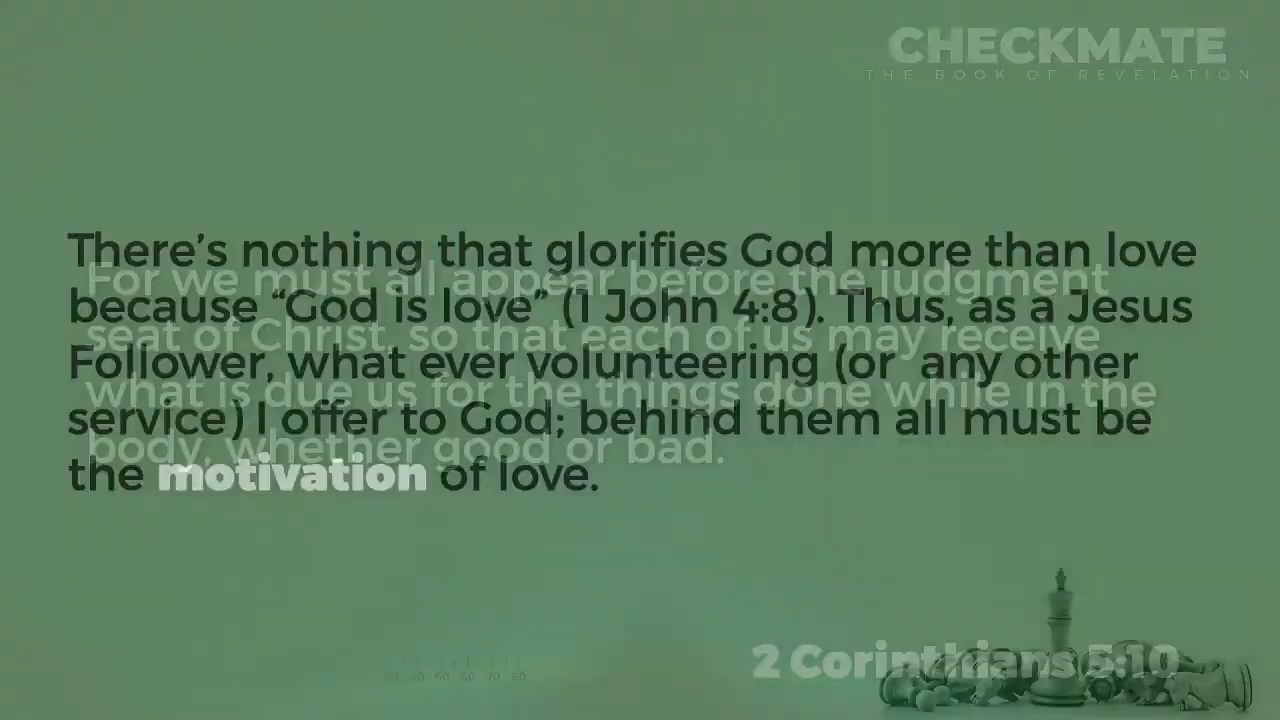 CHECKMATE
THE BOOK OF REVELATION
There’s nothing that glorifies God more than love
because “God is love” (1 John 4:8). Thus, as a Jesus
Follower, what ever volunteering (or any other
service) I offer to God; behind them all must be
the motivation of love.
For we must all appear before the judgment
seat of Christ, so that each of us may receive
what is due us for the things done while in the
body, whether good or bad.
2 Corinthians 5:10